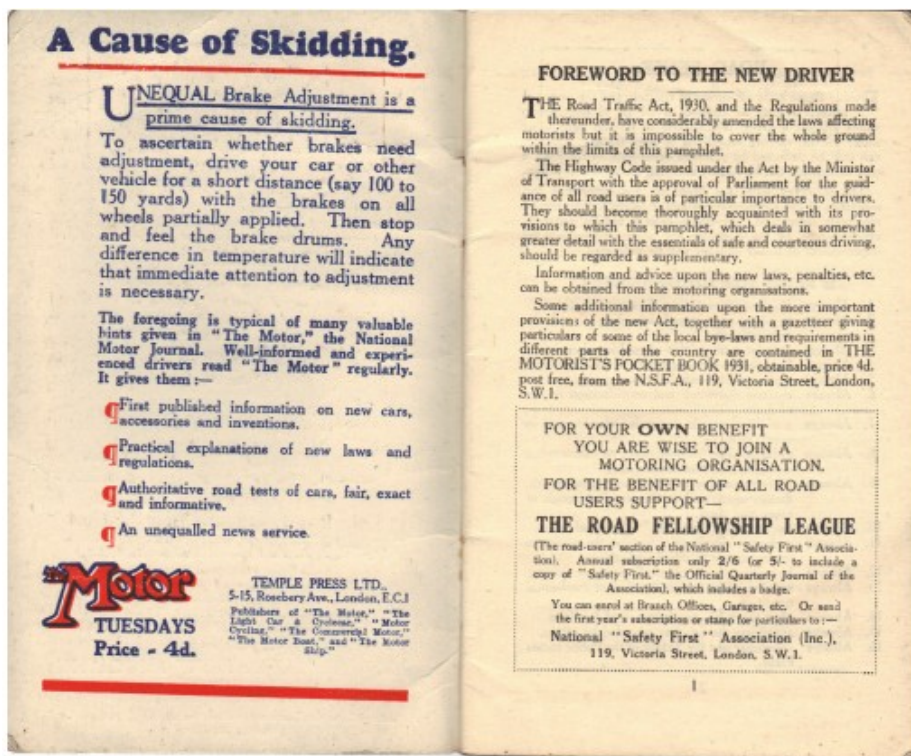 A Cause of Skidding.
UNEQUAL Brake Adjustment is a
prime cause of skidding.
To ascertain whether brakes need
adjustment, drive your car or other
vehicle for a short distance (say 100 to
150 yards) with the brakes on all
wheels partially applied. Then stop
and feel the brake drums. Any
difference in temperature will indicate
that immediate attention to adjustment
is necessary.
The foregoing is typical of many valuable
hints given in "The Motor," the National
Motor Journal. Well-informed and experi-
enced drivers read "The Motor" regularly.
It gives them :—
¶First published information on new cars,
accessories and inventions.
¶Practical explanations of new laws and
regulations.
¶Authoritative road tests of cars, fair, exact
and informative.
¶An unequalled news service.
The Motor
TUESDAYS
Price - 4d.
TEMPLE PRESS LTD.,
5-15, Rosebery Ave., London, E.C.1
Publishers of "The Motor," "The
Light Car & Cyclecar," "Motor
Cycling," "The Commercial Motor,"
"The Motor Boat," and "The Motor
Ship."
FOREWORD TO THE NEW DRIVER
THE Road Traffic Act, 1930, and the Regulations made
thereunder, have considerably amended the laws affecting
motorists but it is impossible to cover the whole ground
within the limits of this pamphlet.
The Highway Code issued under the Act by the Minister
of Transport with the approval of Parliament for the guid-
ance of all road users is of particular importance to drivers.
They should become thoroughly acquainted with its pro-
visions to which this pamphlet, which deals in somewhat
greater detail with the essentials of safe and courteous driving,
should be regarded as supplementary.
Information and advice upon the new laws, penalties, etc.
can be obtained from the motoring organisations.
Some additional information upon the more important
provisions of the new Act, together with a gazetteer giving
particulars of some of the local bye-laws and requirements in
different parts of the country are contained in THE
MOTORIST'S POCKET BOOK 1931, obtainable, price 4d.
post free, from the N.S.F.A., 119, Victoria Street, London,
S.W.1.
FOR YOUR OWN BENEFIT
YOU ARE WISE TO JOIN A
MOTORING ORGANISATION.
FOR THE BENEFIT OF ALL ROAD
USERS SUPPORT—
THE ROAD FELLOWSHIP LEAGUE
(The road-users' section of the National "Safety First" Associa-
tion). Annual subscription only 2/6 (or 5/- to include a
copy of "Safety First," the Official Quarterly Journal of the
Association), which includes a badge.
You can enrol at Branch Offices, Garages, etc. Or send
the first year's subscription or stamp for particulars to :—
National "Safety First" Association (Inc.),
119, Victoria Street, London, S.W.1.
1